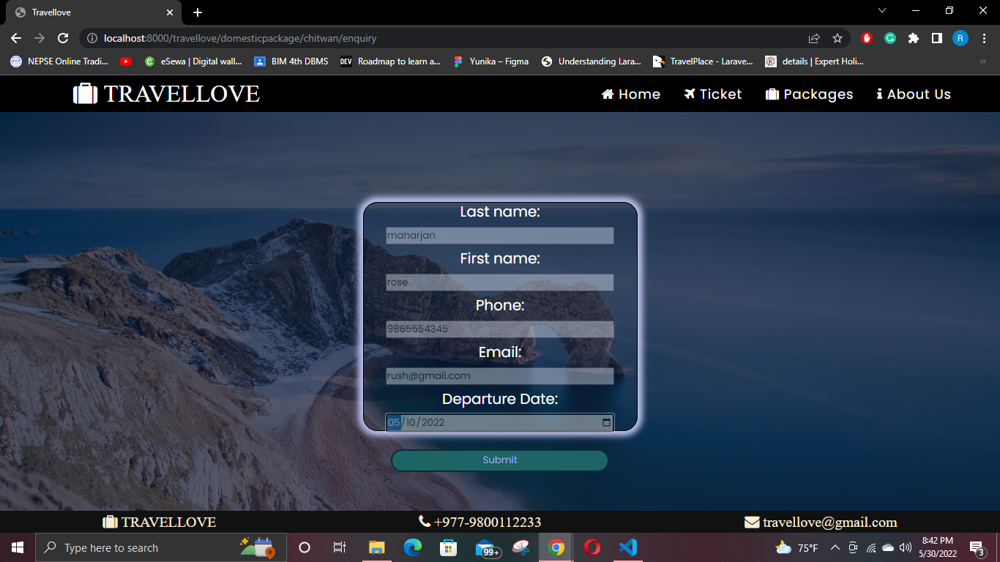 Travellove
localhost:8000/travellove/domesticpackage/chitwan/enquiry
R
NEPSE Online Tradi... eSewa | Digital wall... BIM 4th DBMS DEV Roadmap to learn a... Yunika – Figma Understanding Lara... TravelPlace - Larave... details | Expert Holi... »
TRAVELLOVE Home Ticket Packages About Us
Last name:
maharjan
First name:
rose
Phone:
9865554345
Email:
rush@gmail.com
Departure Date:
05/10/2022
Submit
TRAVELLOVE +977-9800112233 travellove@gmail.com
Type here to search 99+ 75°F 8:42 PM
5/30/2022 3